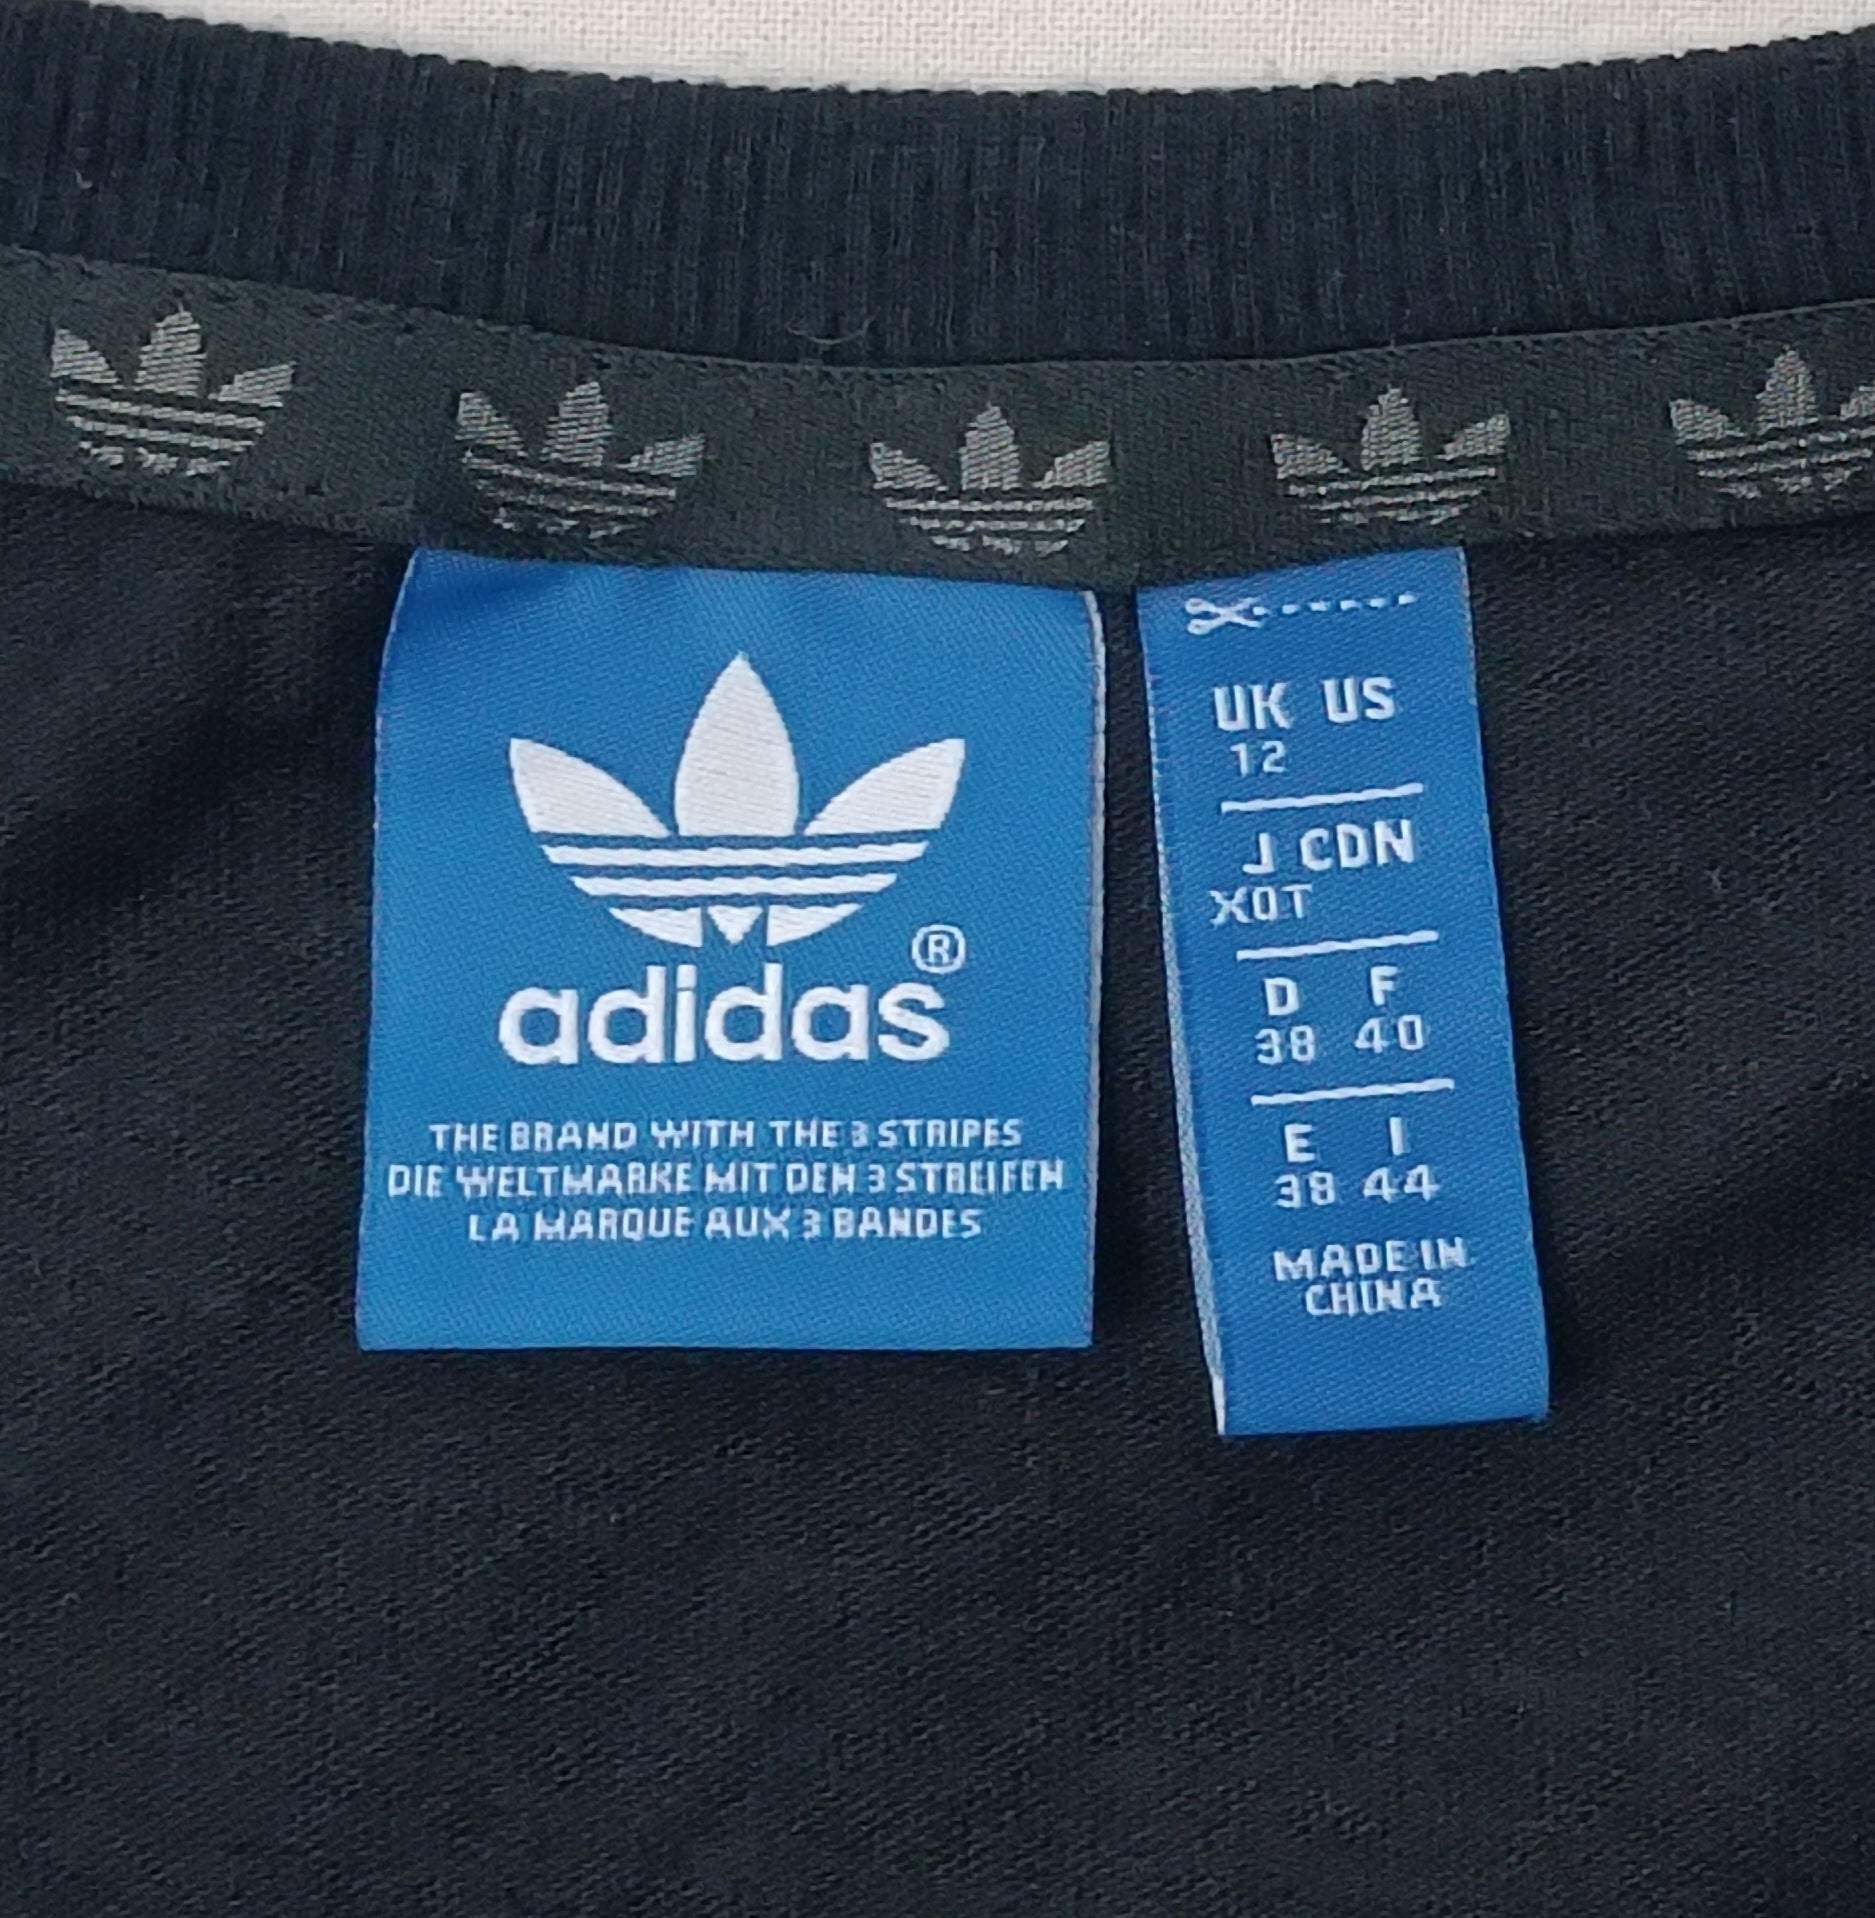 adidas®
THE BRAND WITH THE 3 STRIPES
DIE WELTMARKE MIT DEN 3 STREIFEN
LA MARQUE AUX 3 BANDES
UK US
12
J CDN
XOT
D F
38 40
E I
38 44
MADE IN
CHINA